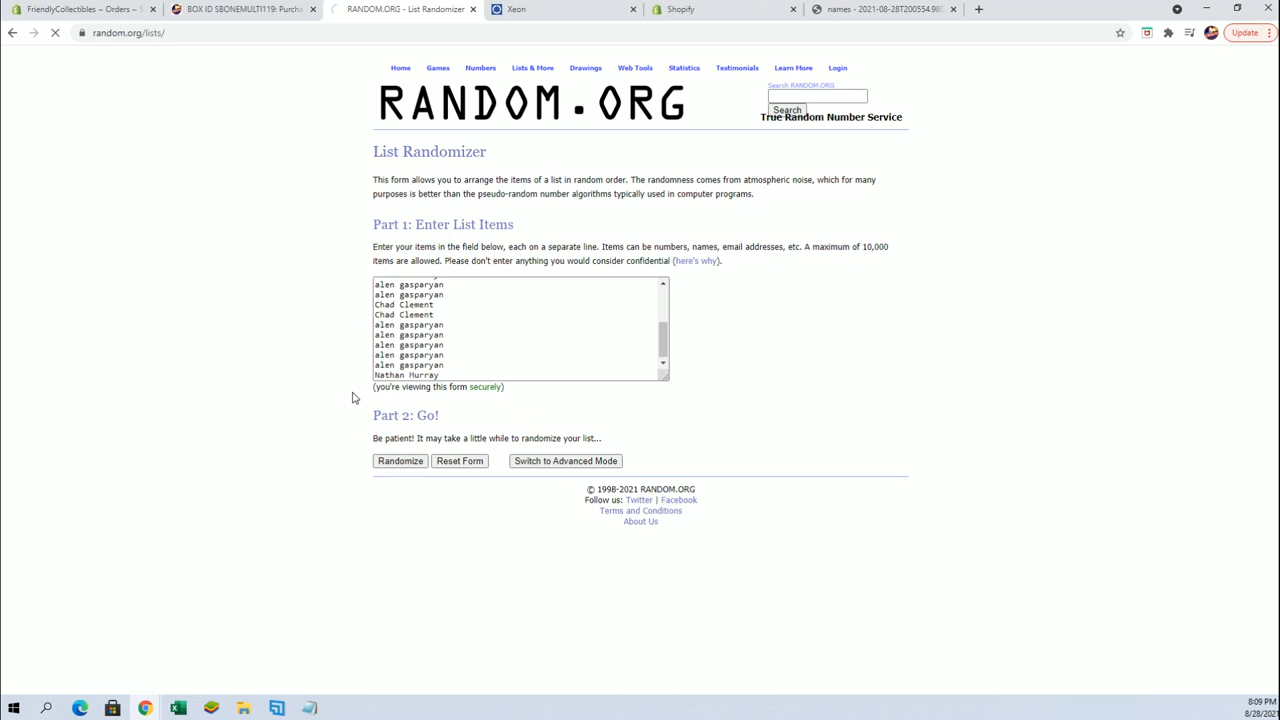 FriendlyCollectibles ~ Orders ~ S
BOX ID SBONEMULTI119: Purcha
RANDOM.ORG - List Randomizer
Xeon
Shopify
names - 2021-08-28T200554.980
random.org/lists/
Update
Home Games Numbers Lists & More Drawings Web Tools Statistics Testimonials Learn More Login
Search RANDOM.ORG
RANDOM.ORG
Search
True Random Number Service
List Randomizer
This form allows you to arrange the items of a list in random order. The randomness comes from atmospheric noise, which for many
purposes is better than the pseudo-random number algorithms typically used in computer programs.
Part 1: Enter List Items
Enter your items in the field below, each on a separate line. Items can be numbers, names, email addresses, etc. A maximum of 10,000
items are allowed. Please don't enter anything you would consider confidential (here's why).
alen gasparyan
alen gasparyan
Chad Clement
Chad Clement
alen gasparyan
alen gasparyan
alen gasparyan
alen gasparyan
alen gasparyan
Nathan Murray
(you're viewing this form securely)
Part 2: Go!
Be patient! It may take a little while to randomize your list...
Randomize Reset Form Switch to Advanced Mode
© 1998-2021 RANDOM.ORG
Follow us: Twitter | Facebook
Terms and Conditions
About Us
8:09 PM
8/28/2021